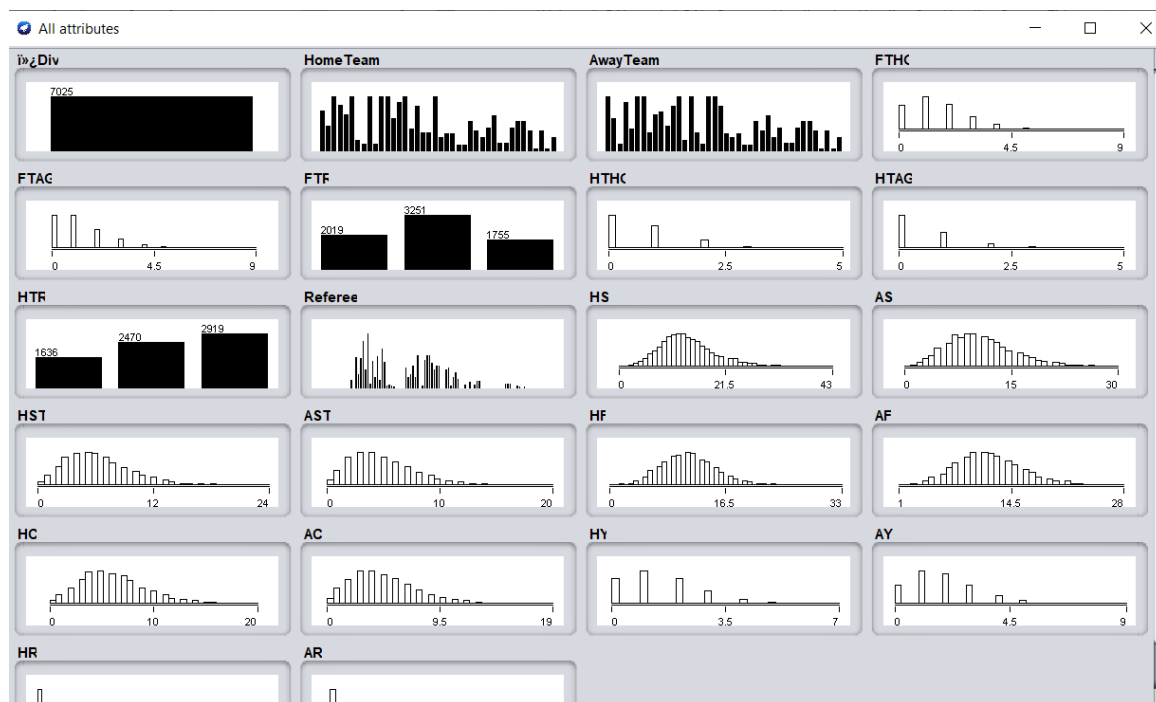 All attributes
ï»¿Div
HomeTeam
AwayTeam
FTHG
7025
0 4.5 9
FTAG
FTR
HTHG
HTAG
0 4.5 9
2019 3251 1755
0 2.5 5
0 2.5 5
HTR
Referee
HS
AS
1636 2470 2919
0 21.5 43
0 15 30
HST
AST
HF
AF
0 12 24
0 10 20
0 16.5 33
1 14.5 28
HC
AC
HY
AY
0 10 20
0 9.5 19
0 3.5 7
0 4.5 9
HR
AR